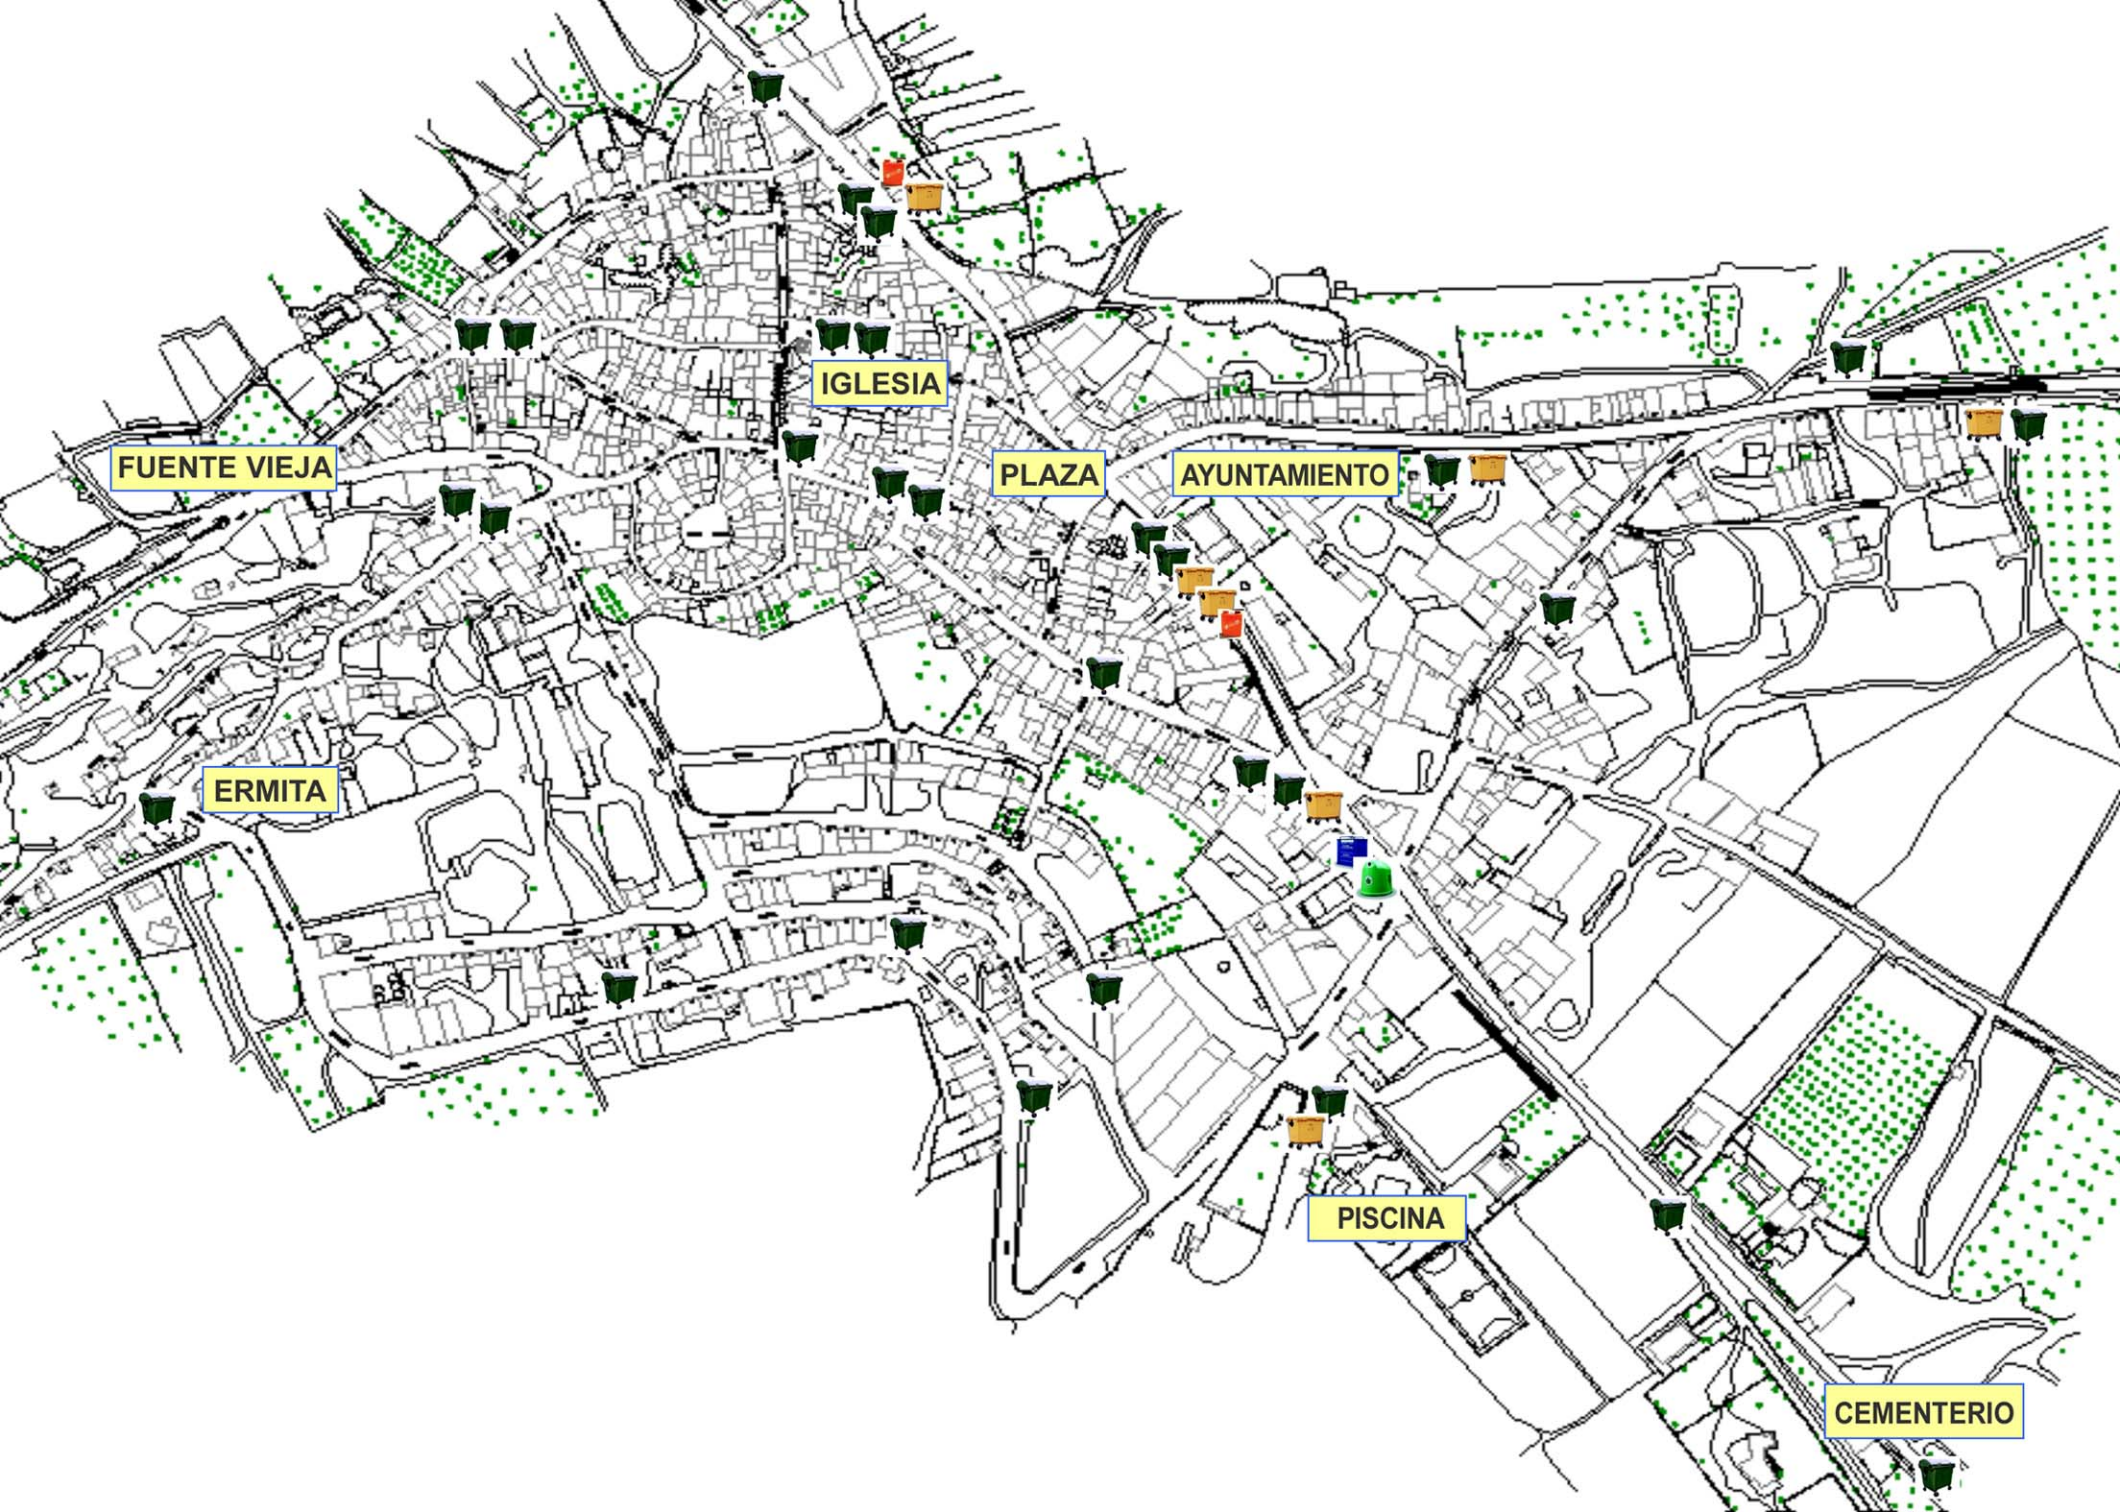 IGLESIA
FUENTE VIEJA
PLAZA
AYUNTAMIENTO
ERMITA
PISCINA
CEMENTERIO